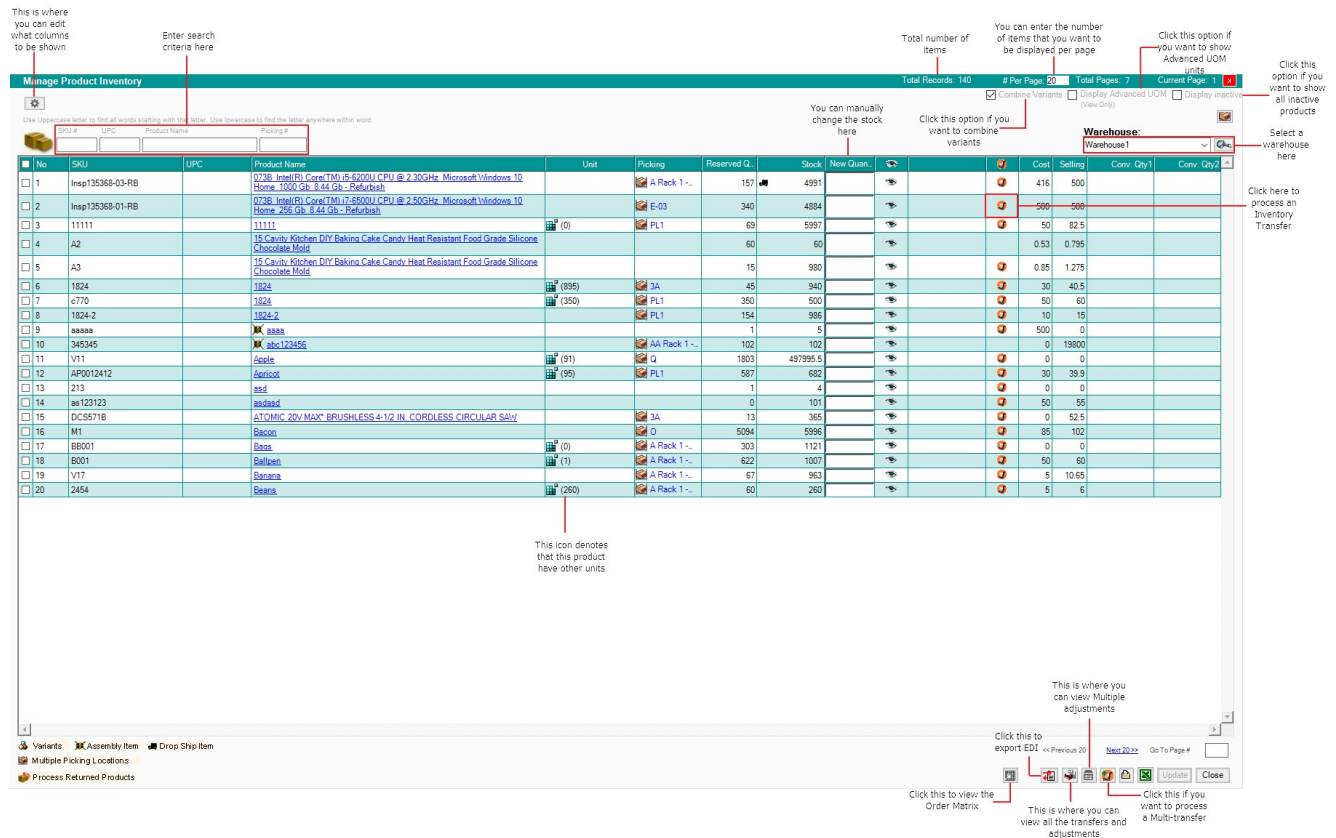 This is where
you can edit
what columns
to be shown
Enter search
criteria here
Total number of
items
You can enter the number
of items that you want to
be displayed per page
Click this option if
you want to show
Advanced UOM
units
Click this
option if you
want to show
all inactive
products
Manage Product Inventory
Total Records: 140 # Per Page: 20 Total Pages: 7 Current Page: 1 x
Combine Variants Display Advanced UOM Display inactive
(View Only)
You can manually
change the stock
here
Click this option if you
want to combine
variants
Use Uppercase letter to find all words starting with the letter. Use lowercase to find the letter anywhere within word.
SKU # UPC Product Name Picking #
Warehouse:
Warehouse1
Select a
warehouse
here
No SKU UPC Product Name Unit Picking Reserved Q... Stock New Quan... Cost Selling Conv. Qty1 Conv. Qty2
1 Insp135368-03-RB 073B Intel(R) Core(TM) i5-6200U CPU @ 2.30GHz Microsoft Windows 10 A Rack 1 -... 157 4991 416 500
Home 1000 Gb 8.44 Gb - Refurbish
2 Insp135368-01-RB 073B Intel(R) Core(TM) i7-6500U CPU @ 2.50GHz Microsoft Windows 10 E-03 340 4884 500 580
Home 256 Gb 8.44 Gb - Refurbish
Click here to
process an
Inventory
Transfer
3 11111 11111 (0) PL1 69 5997 50 82.5
4 A2 15 Cavity Kitchen DIY Baking Cake Candy Heat Resistant Food Grade Silicone 60 60 0.53 0.795
Chocolate Mold
5 A3 15 Cavity Kitchen DIY Baking Cake Candy Heat Resistant Food Grade Silicone 15 980 0.85 1.275
Chocolate Mold
6 1824 1824 (895) 3A 45 940 30 40.5
7 c770 1824 (350) PL1 350 500 50 60
8 1824-2 1824-2 PL1 154 986 10 15
9 aaaaa aaaa 1 5 500 0
10 345345 abc123456 AA Rack 1 -... 102 102 0 19800
11 V11 Apple (91) Q 1803 497995.5 0 0
12 AP0012412 Apricot (95) PL1 587 682 30 39.9
13 213 asd 1 4 0 0
14 as123123 asdasd 0 101 50 55
15 DCS571B ATOMIC 20V MAX* BRUSHLESS 4-1/2 IN. CORDLESS CIRCULAR SAW 3A 13 365 0 52.5
16 M1 Bacon O 5094 5996 85 102
17 BB001 Bags (0) A Rack 1 -... 303 1121 0 0
18 B001 Ballpen (1) A Rack 1 -... 622 1007 50 60
19 V17 Banana A Rack 1 -... 67 963 5 10.65
20 2454 Beans (260) A Rack 1 -... 60 260 5 6
This icon denotes
that this product
have other units
This is where you
can view Multiple
adjustments
Variants Assembly Item Drop Ship Item
Multiple Picking Locations
Process Returned Products
Click this to
export EDI
<< Previous 20 Next 20 >> Go To Page #
Update Close
Click this to view the
Order Matrix
This is where you can
view all the transfers and
adjustments
Click this if you
want to process
a Multi-transfer